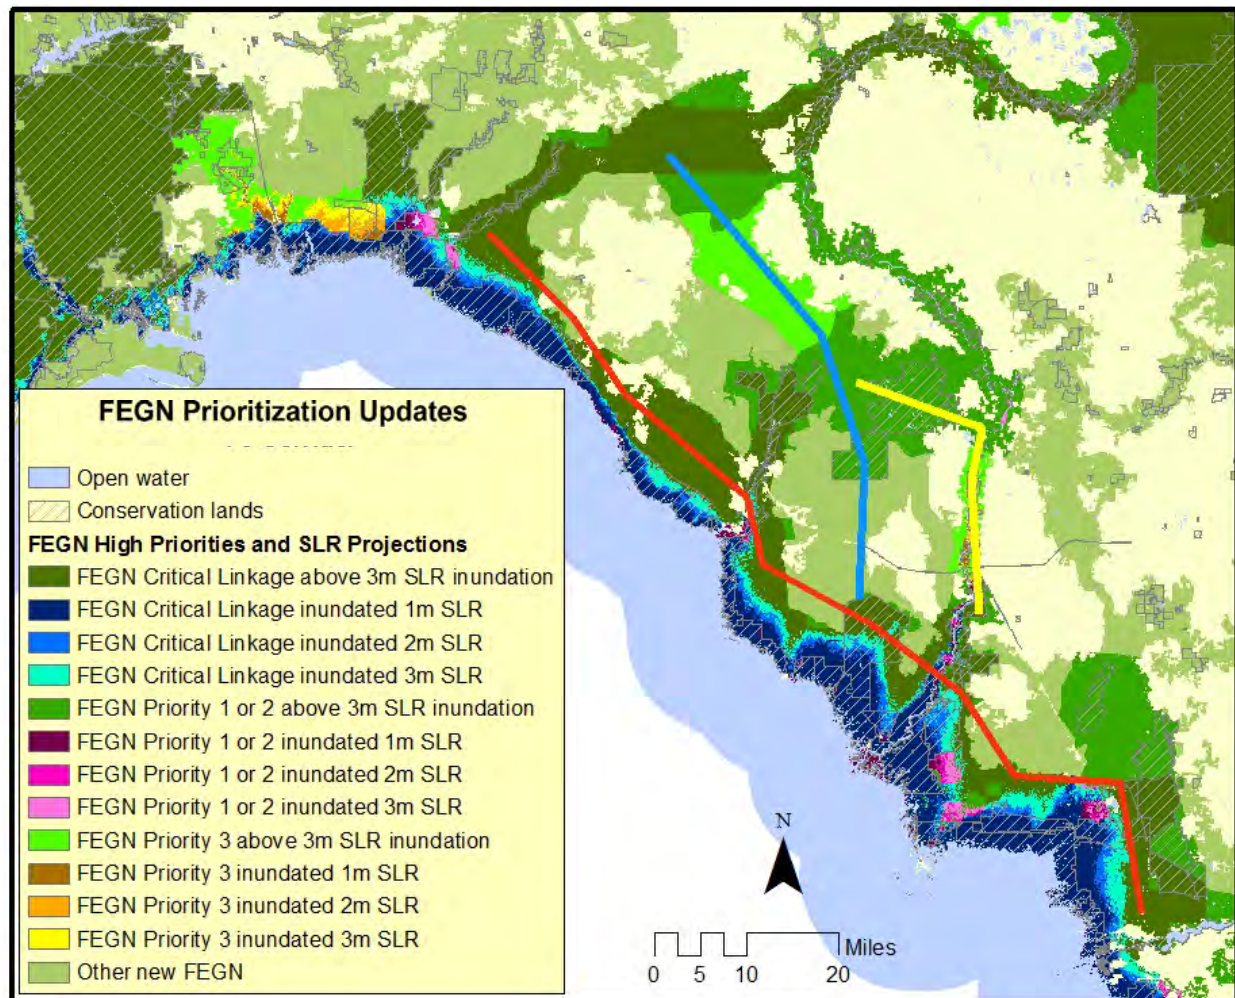 FEGN Prioritization Updates
Open water
Conservation lands
FEGN High Priorities and SLR Projections
FEGN Critical Linkage above 3m SLR inundation
FEGN Critical Linkage inundated 1m SLR
FEGN Critical Linkage inundated 2m SLR
FEGN Critical Linkage inundated 3m SLR
FEGN Priority 1 or 2 above 3m SLR inundation
FEGN Priority 1 or 2 inundated 1m SLR
FEGN Priority 1 or 2 inundated 2m SLR
FEGN Priority 1 or 2 inundated 3m SLR
FEGN Priority 3 above 3m SLR inundation
FEGN Priority 3 inundated 1m SLR
FEGN Priority 3 inundated 2m SLR
FEGN Priority 3 inundated 3m SLR
Other new FEGN
N
Miles
0 5 10 20